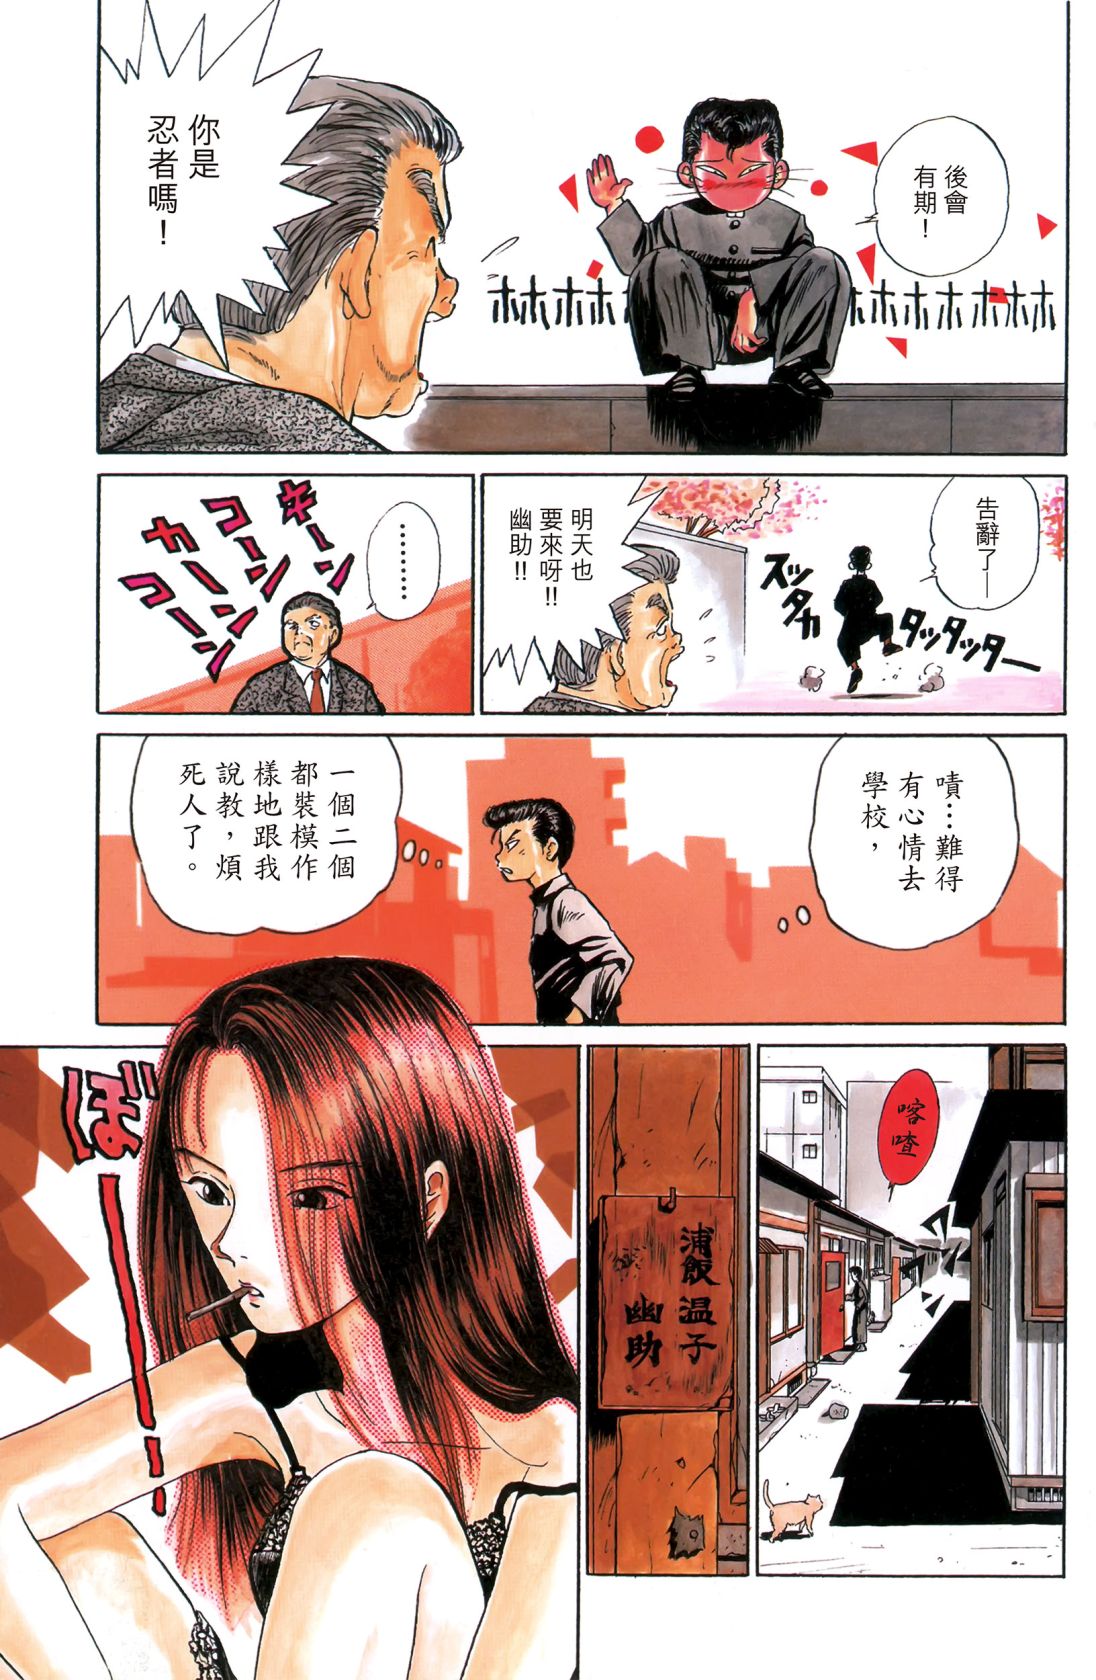 後會
有期！
ホホホホ
ホホホホホホホ
你是
忍者嗎！
告辭了—
スッタカ
タッタッター
明天也
要來呀!!
幽助!!
………
キーン
コーン
カーン
コーン
嘖…難得
有心情去
學校，
一個二個
都裝模作
樣地跟我
說教，煩
死人了。
喀喳
浦飯温子
幽助
ぼーーーっ